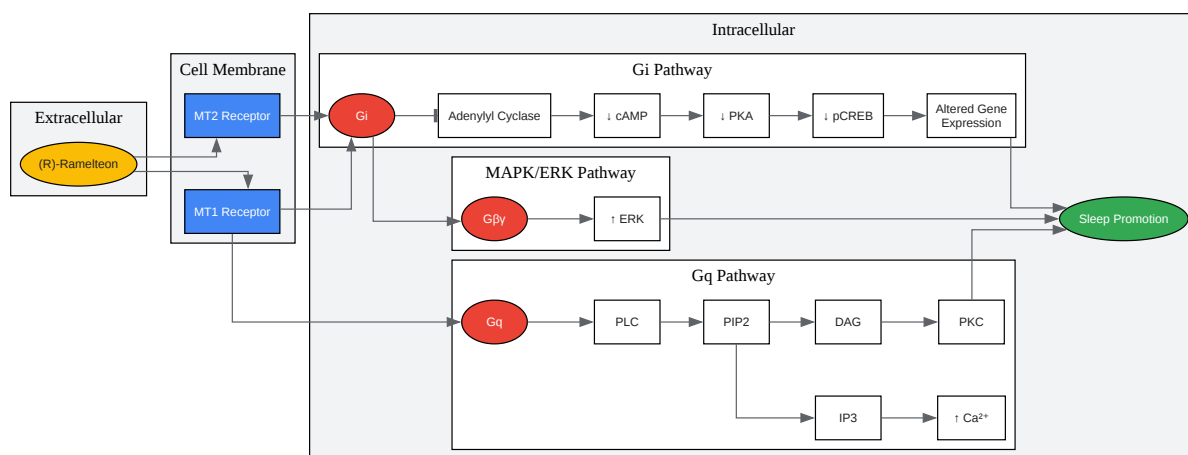 Intracellular
Gi Pathway
Cell Membrane
Extracellular
(R)-Ramelteon
MT2 Receptor
MT1 Receptor
Gi
Adenylyl Cyclase
↓ cAMP
↓ PKA
↓ pCREB
Altered Gene
Expression
MAPK/ERK Pathway
Gβγ
↑ ERK
Sleep Promotion
Gq Pathway
Gq
PLC
PIP2
DAG
PKC
IP3
↑ Ca²⁺